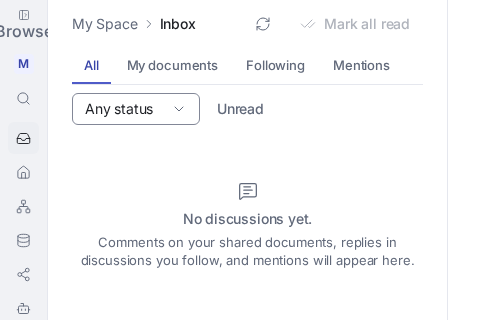 Browse
My Space > Inbox
Mark all read
M
All
My documents
Following
Mentions
Any status
Unread
No discussions yet.
Comments on your shared documents, replies in
discussions you follow, and mentions will appear here.